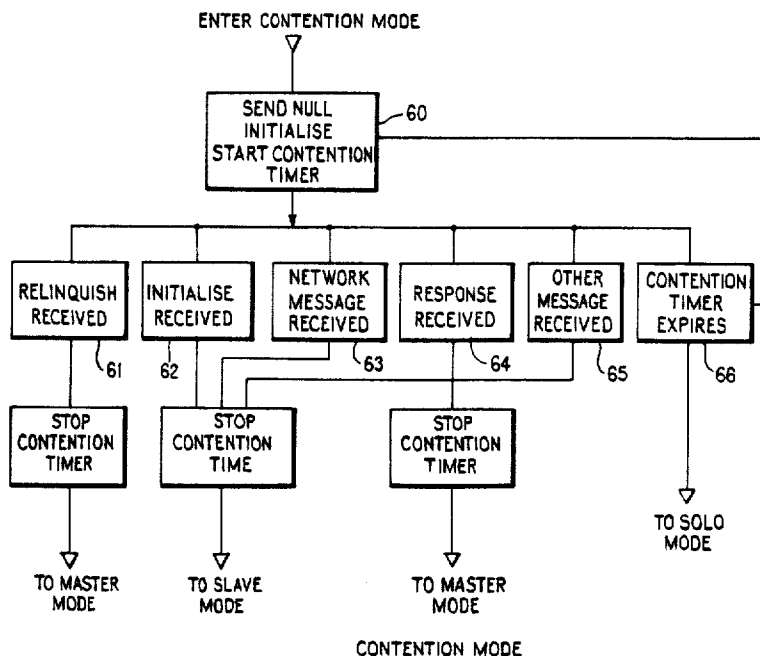 ENTER CONTENTION MODE
SEND NULL
INITIALISE
START CONTENTION
TIMER
60
RELINQUISH
RECEIVED
61
INITIALISE
RECEIVED
62
NETWORK
MESSAGE
RECEIVED
63
RESPONSE
RECEIVED
64
OTHER
MESSAGE
RECEIVED
65
CONTENTION
TIMER
EXPIRES
66
STOP
CONTENTION
TIMER
STOP
CONTENTION
TIME
STOP
CONTENTION
TIMER
TO MASTER
MODE
TO SLAVE
MODE
TO MASTER
MODE
TO SOLO
MODE
CONTENTION MODE